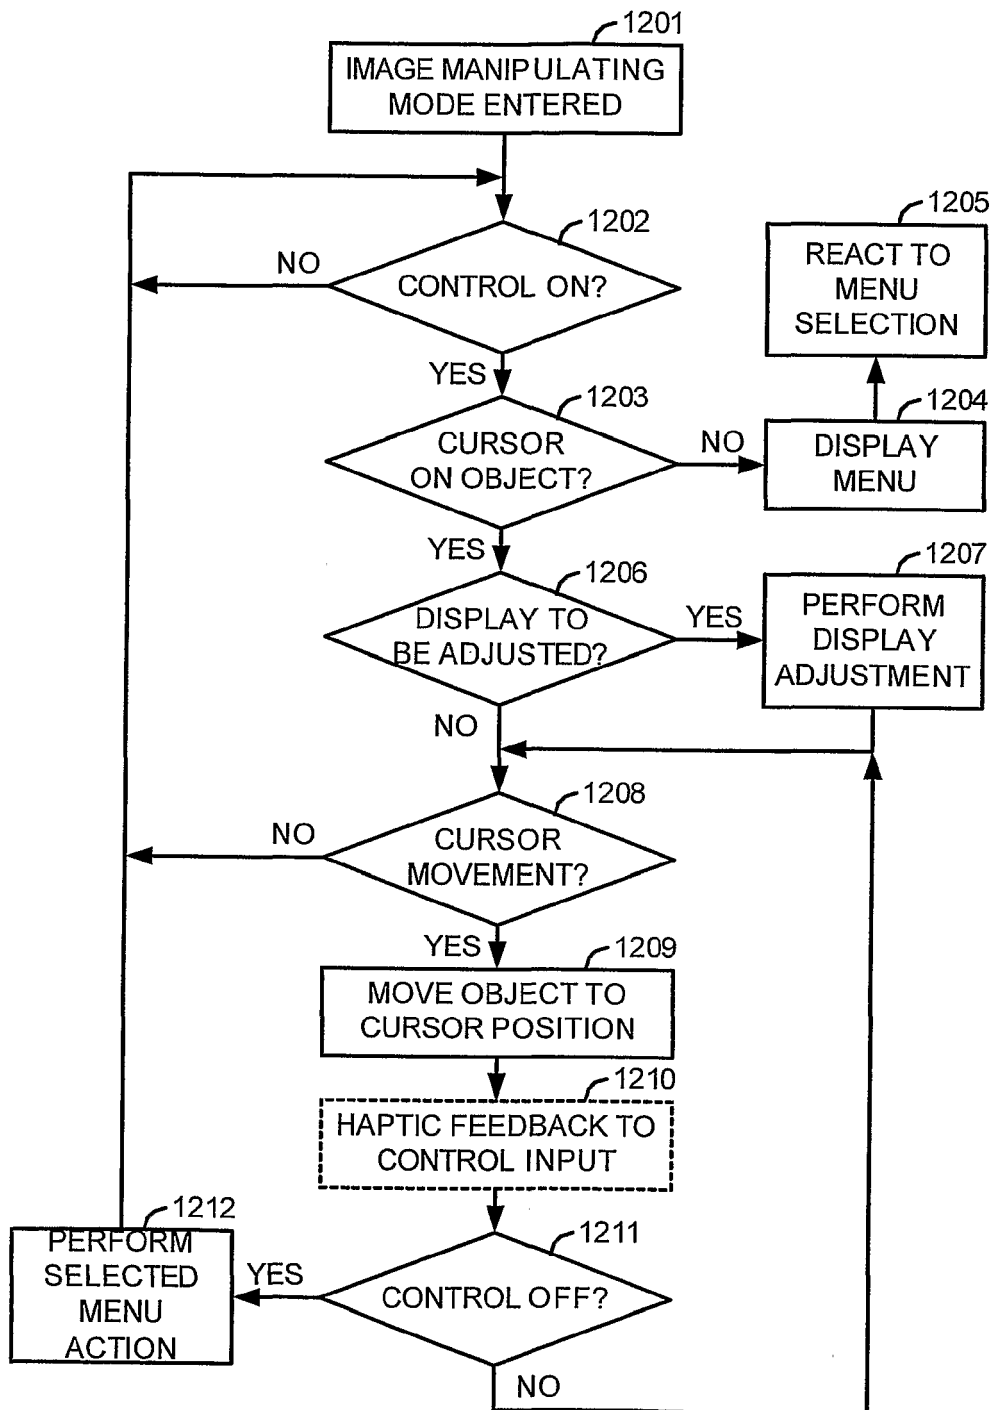 1201
IMAGE MANIPULATING
MODE ENTERED
1202
CONTROL ON?
NO
YES
1203
CURSOR
ON OBJECT?
NO
1204
DISPLAY
MENU
1205
REACT TO
MENU
SELECTION
YES
1206
DISPLAY TO
BE ADJUSTED?
YES
1207
PERFORM
DISPLAY
ADJUSTMENT
NO
1208
CURSOR
MOVEMENT?
NO
YES
1209
MOVE OBJECT TO
CURSOR POSITION
1210
HAPTIC FEEDBACK TO
CONTROL INPUT
1211
CONTROL OFF?
YES
1212
PERFORM
SELECTED
MENU
ACTION
NO